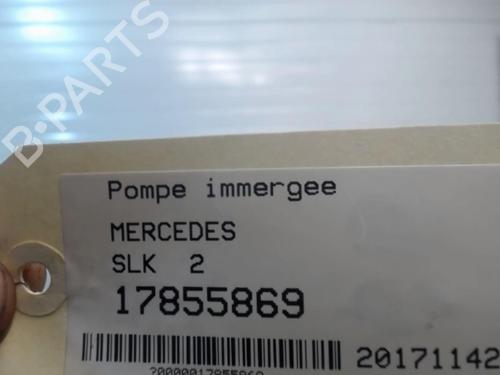 B-PARTS
Pompe immergee
MERCEDES
SLK 2
17855869
20171142